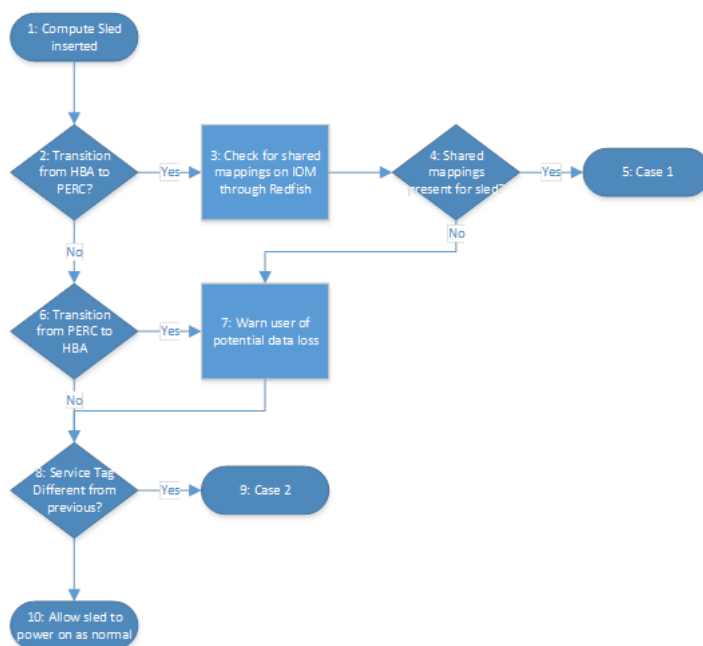 1: Compute Sled
inserted
2: Transition
from HBA to
PERC?
Yes
3: Check for shared
mappings on IOM
through Redfish
4: Shared
mappings
present for sled?
Yes
5: Case 1
No
No
6: Transition
from PERC to
HBA
Yes
7: Warn user of
potential data loss
No
8: Service Tag
Different from
previous?
Yes
9: Case 2
10: Allow sled to
power on as normal